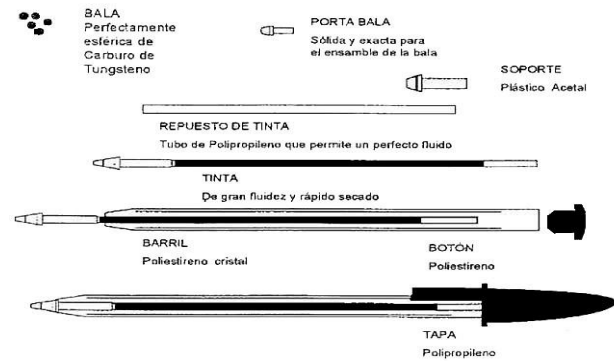 BALA
Perfectamente
esférica de
Carburo de
Tungsteno
PORTA BALA
Sólida y exacta para
el ensamble de la bala
SOPORTE
Plástico Acetal
REPUESTO DE TINTA
Tubo de Polipropileno que permite un perfecto fluido
TINTA
De gran fluidez y rápido secado
BARRIL
Poliestireno cristal
BOTÓN
Poliestireno
TAPA
Polipropileno